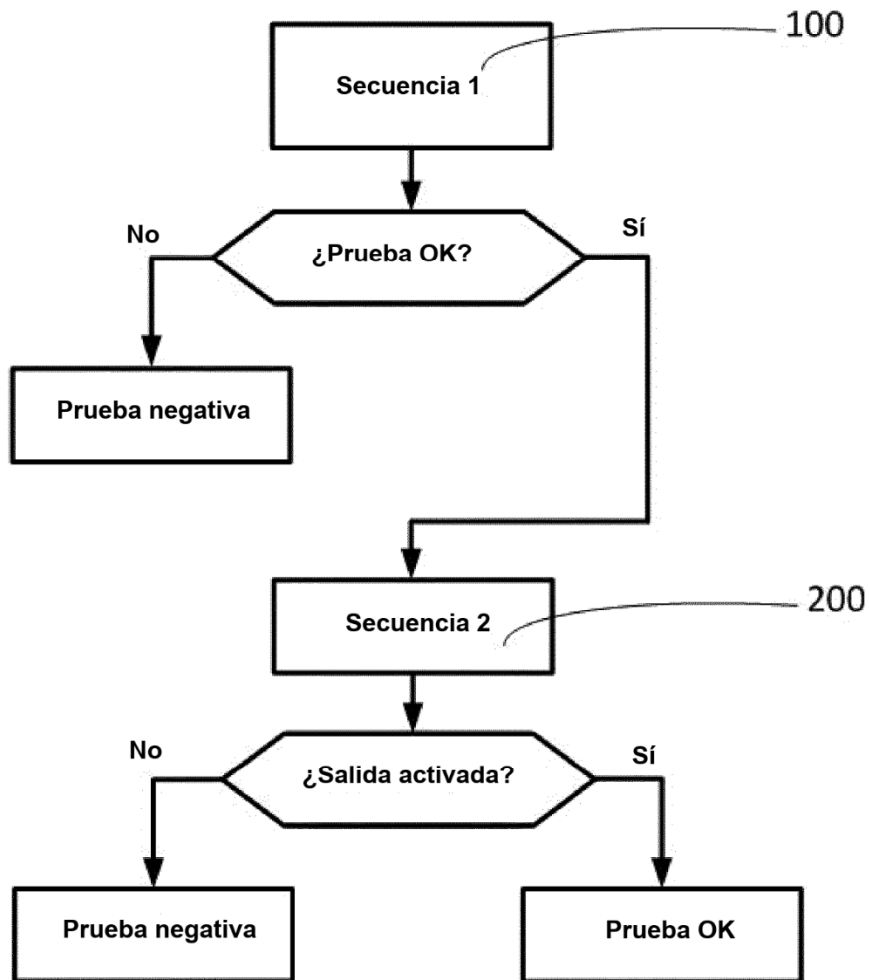 100
Secuencia 1
No
Sí
¿Prueba OK?
Prueba negativa
Secuencia 2
200
No
Sí
¿Salida activada?
Prueba negativa
Prueba OK